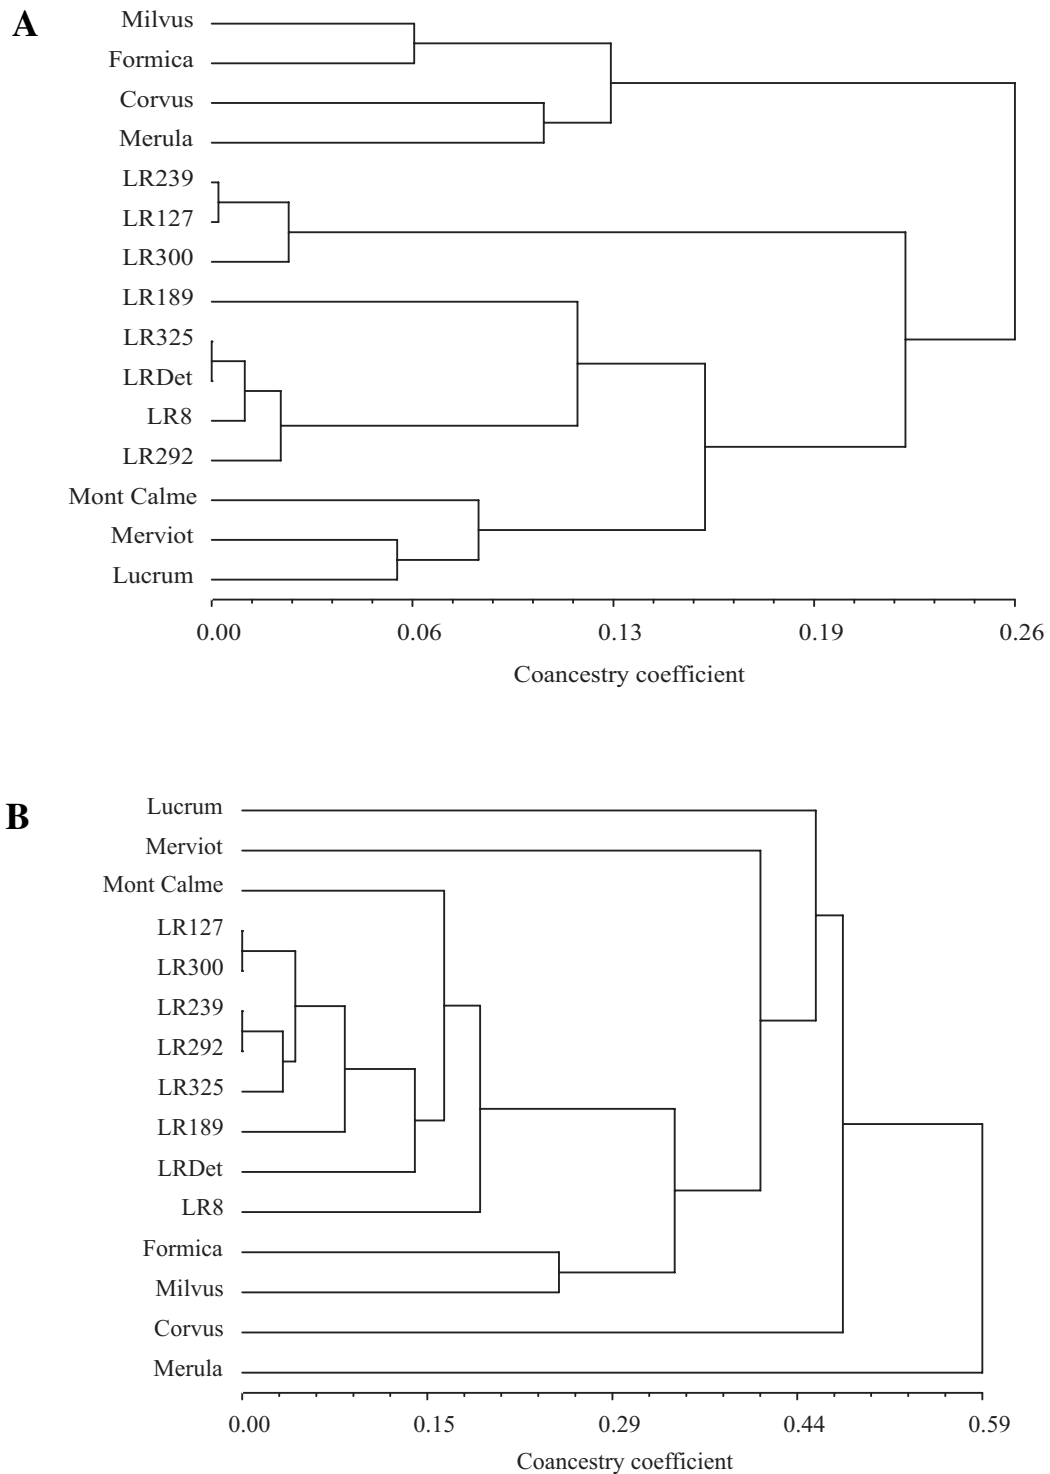 A
Milvus
Formica
Corvus
Merula
LR239
LR127
LR300
LR189
LR325
LRDet
LR8
LR292
Mont Calme
Merviot
Lucrum
0.00 0.06 0.13 0.19 0.26
Coancestry coefficient
B
Lucrum
Merviot
Mont Calme
LR127
LR300
LR239
LR292
LR325
LR189
LRDet
LR8
Formica
Milvus
Corvus
Merula
0.00 0.15 0.29 0.44 0.59
Coancestry coefficient